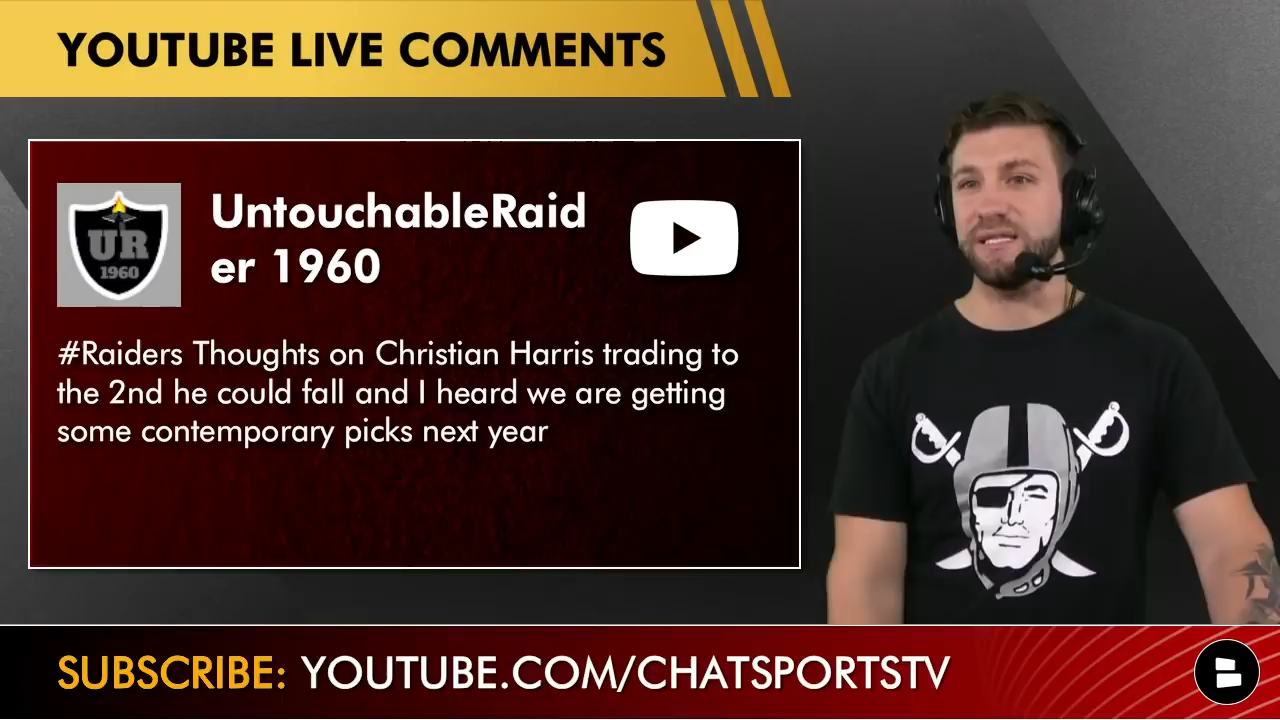 YOUTUBE LIVE COMMENTS
UR
1960
UntouchableRaid
er 1960
#Raiders Thoughts on Christian Harris trading to
the 2nd he could fall and I heard we are getting
some contemporary picks next year
SUBSCRIBE: YOUTUBE.COM/CHATSPORTSTV